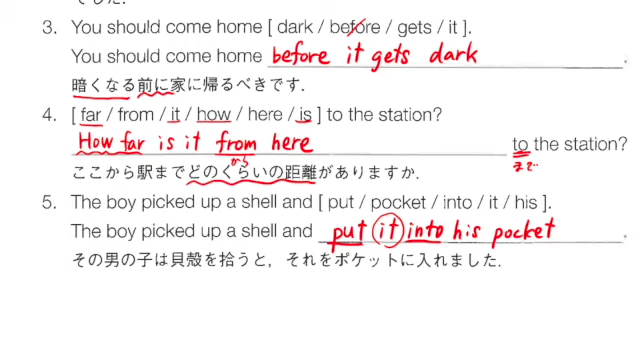 でした.
3. You should come home [ dark / before / gets / it ].
You should come home before it gets dark.
暗くなる前に家に帰るべきです.
4. [ far / from / it / how / here / is ] to the station?
How far is it from here to the station?
から
まで
ここから駅までどのくらいの距離がありますか.
5. The boy picked up a shell and [ put / pocket / into / it / his ].
The boy picked up a shell and put it into his pocket.
その男の子は貝殻を拾うと，それをポケットに入れました.